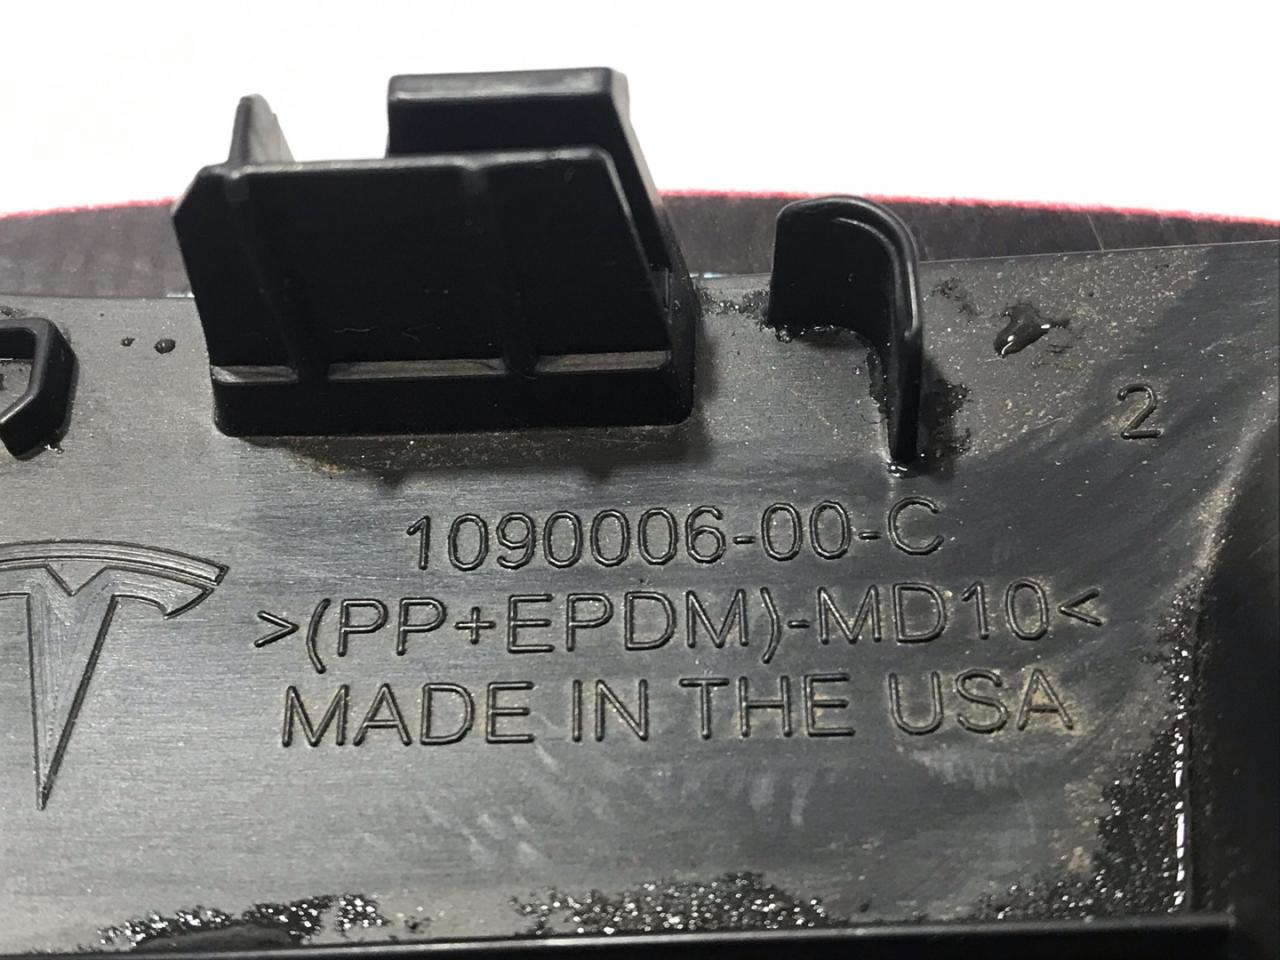 2
1090006-00-C
>(PP+EPDM)-MD10<
MADE IN THE USA